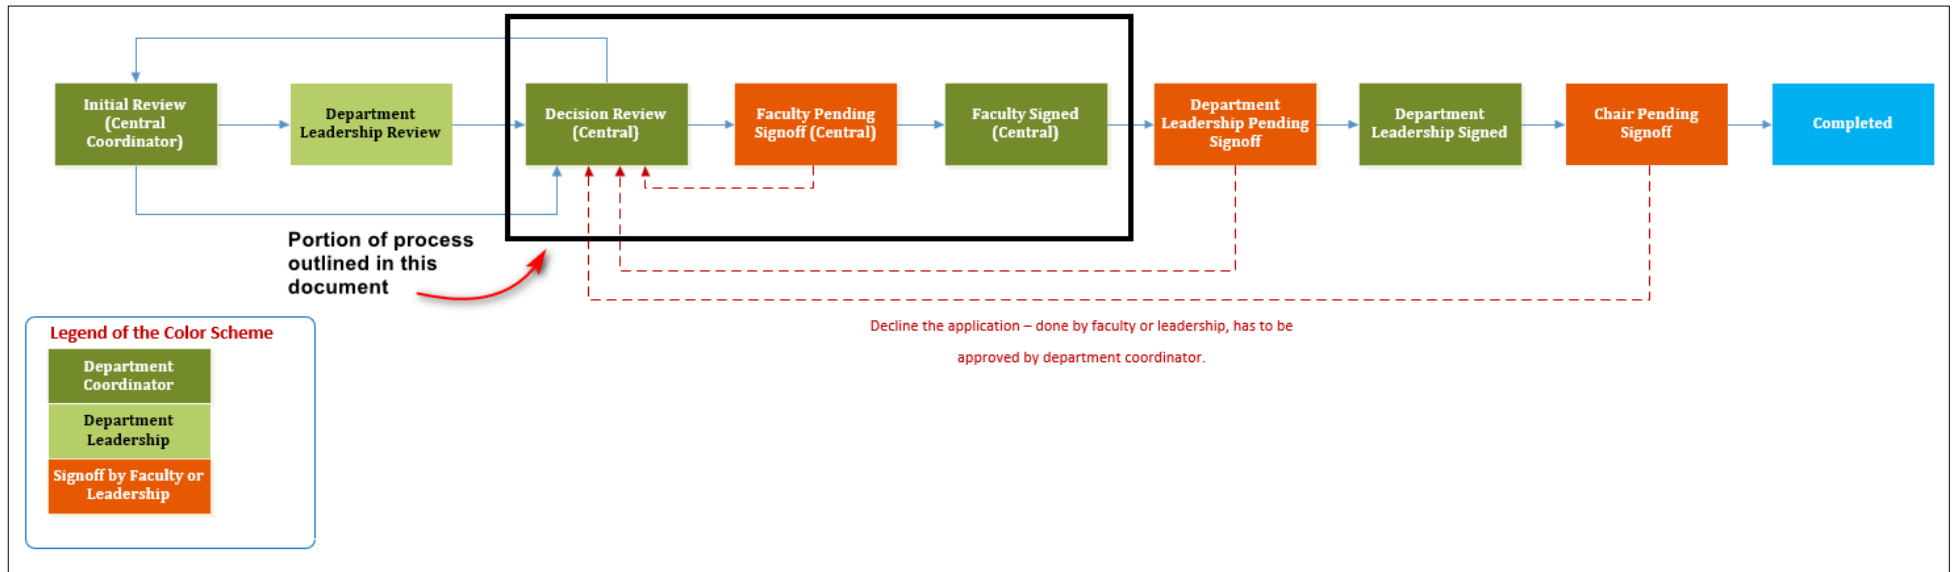 Initial Review
(Central
Coordinator)
Department
Leadership Review
Decision Review
(Central)
Faculty Pending
Signoff (Central)
Faculty Signed
(Central)
Department
Leadership Pending
Signoff
Department
Leadership Signed
Chair Pending
Signoff
Completed
Portion of process
outlined in this
document
Decline the application – done by faculty or leadership, has to be
approved by department coordinator.
Legend of the Color Scheme
Department
Coordinator
Department
Leadership
Signoff by Faculty or
Leadership